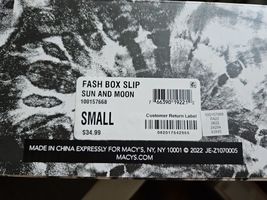 FASH BOX SLIP
SUN AND MOON
100157668
SMALL
$34.99
Customer Return Label
MADE IN CHINA EXPRESSLY FOR MACY'S, NY, NY 10001 © 2022 JE-Z1070005
MACYS.COM